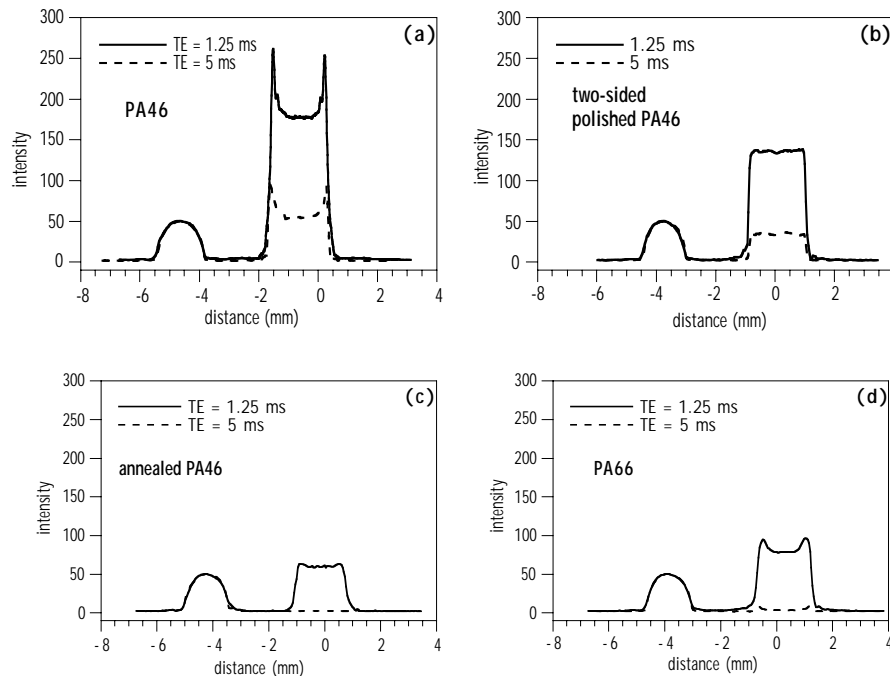 300
250
200
150
100
50
0
intensity
TE = 1.25 ms
TE = 5 ms
(a)
PA46
-8 -6 -4 -2 0 2 4
distance (mm)
300
250
200
150
100
50
0
intensity
1.25 ms
5 ms
(b)
two-sided
polished PA46
-8 -6 -4 -2 0 2
distance (mm)
300
250
200
150
100
50
0
intensity
TE = 1.25 ms
TE = 5 ms
(c)
annealed PA46
-8 -6 -4 -2 0 2 4
distance (mm)
300
250
200
150
100
50
0
intensity
TE = 1.25 ms
TE = 5 ms
(d)
PA66
-8 -6 -4 -2 0 2 4
distance (mm)